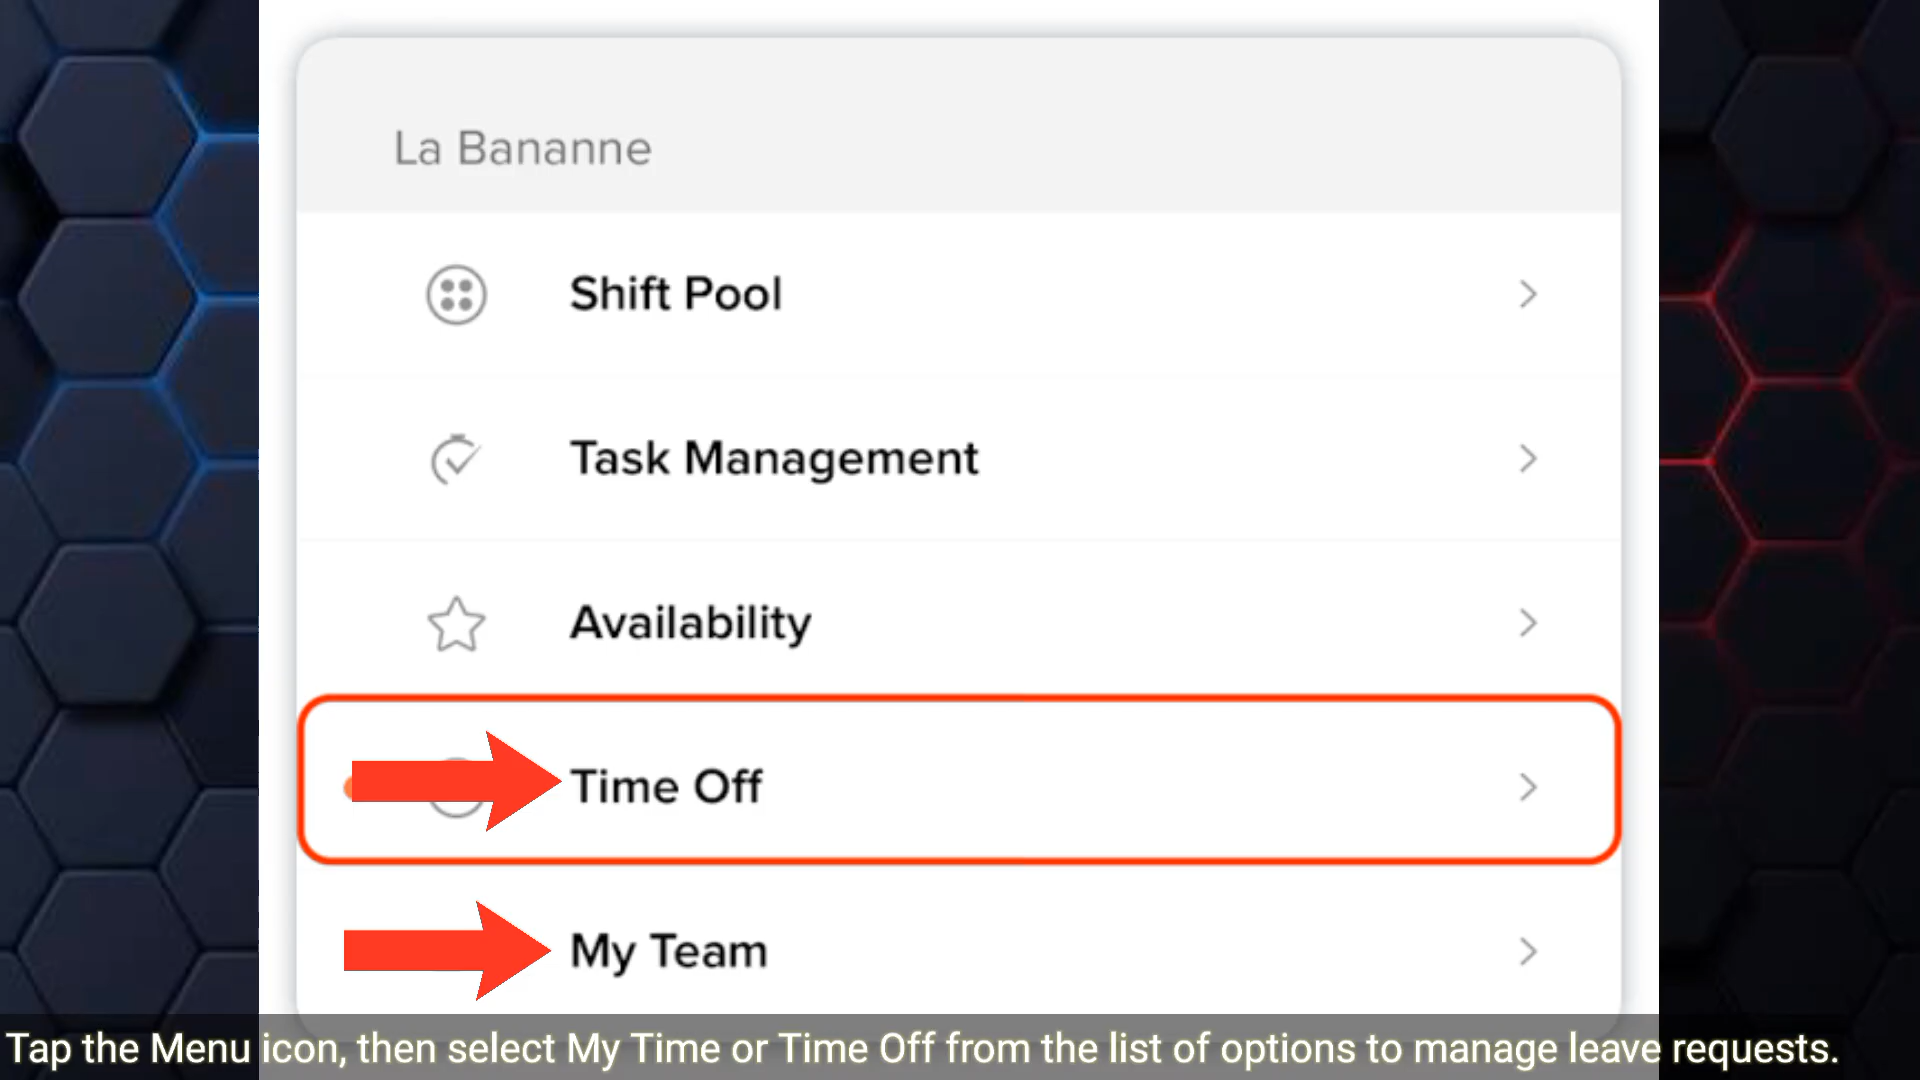 La Bananne
Shift Pool
Task Management
Availability
Time Off
My Team
Tap the Menu icon, then select My Time or Time Off from the list of options to manage leave requests.